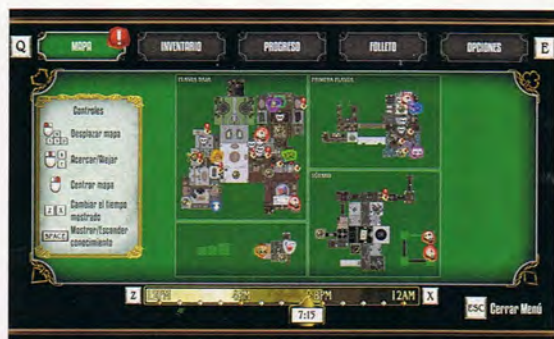 Q
MAPA
!
INVENTARIO
PROGRESO
FOLLETO
OPCIONES
E
Controles
Desplazar mapa
Acercar/Alejar
Centrar mapa
Z X
Cambiar el tiempo
mostrado
SPACE
Mostrar/Esconder
conocimiento
PLANTA BAJA
PRIMERA PLANTA
SÓTANO
Z
12AM
X
7:15
ESC Cerrar Menú